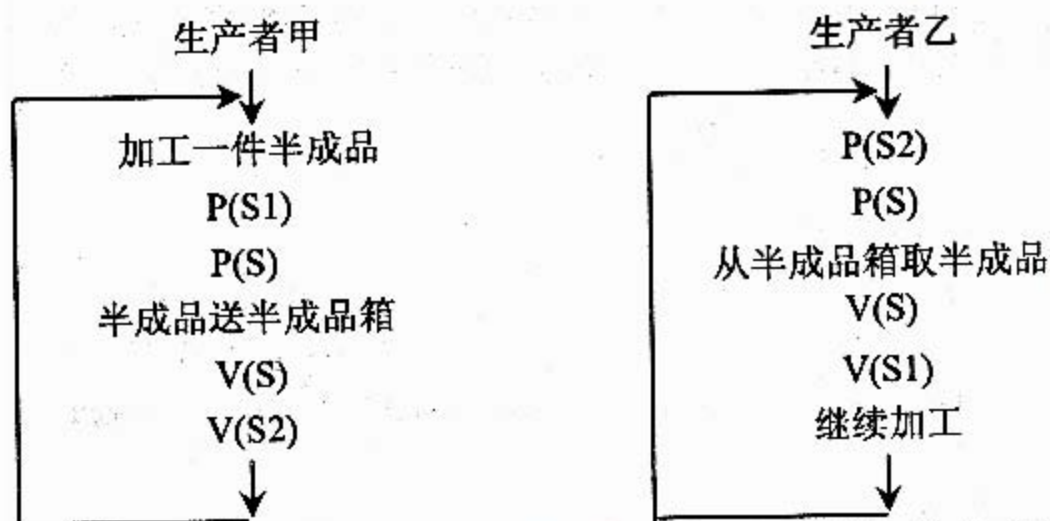 生产者甲
加工一件半成品
P(S1)
P(S)
半成品送半成品箱
V(S)
V(S2)
生产者乙
P(S2)
P(S)
从半成品箱取半成品
V(S)
V(S1)
继续加工